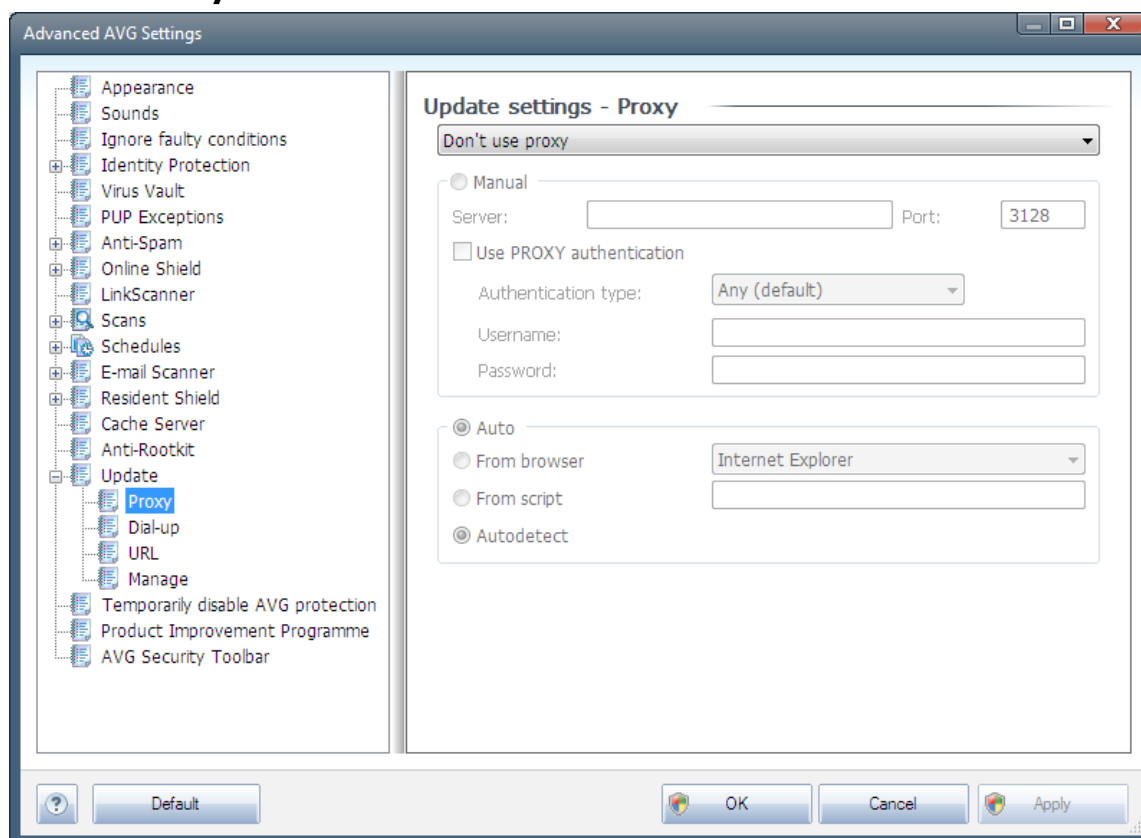 Advanced AVG Settings
Appearance
Sounds
Ignore faulty conditions
Identity Protection
Virus Vault
PUP Exceptions
Anti-Spam
Online Shield
LinkScanner
Scans
Schedules
E-mail Scanner
Resident Shield
Cache Server
Anti-Rootkit
Update
Proxy
Dial-up
URL
Manage
Temporarily disable AVG protection
Product Improvement Programme
AVG Security Toolbar
Update settings - Proxy
Don't use proxy
Manual
Server: Port: 3128
Use PROXY authentication
Authentication type: Any (default)
Username:
Password:
Auto
From browser Internet Explorer
From script
Autodetect
? Default OK Cancel Apply